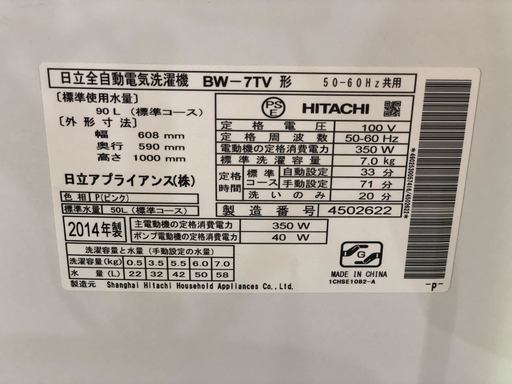 日立全自動電気洗濯機 BW-7TV 形 50-60Hz共用
[標準使用水量]
90L (標準コース)
[外形寸法]
幅 608 mm
奥行 590 mm
高さ 1000 mm
日立アプライアンス(株)
色相 P(ピンク)
標準水量 50L (標準コース)
PS
E
HITACHI
定格電圧 100 V
定格周波数 50-60 Hz
電動機の定格消費電力 350 W
標準洗濯容量 7.0kg
定格時間 標準コース 自動設定 33 分
手動設定 71 分
洗いのみ 20 分
製造番号 4502622
2014年製
主電動機の定格消費電力 350 W
ポンプ電動機の定格消費電力 40 W
洗濯容量と水量 (手動設定の水量)
洗濯容量(kg) 0.5 3.5 5.5 6.0 7.0
水量(L) 22 32 42 50 58
製造元 Shanghai Hitachi Household Appliances Co., Ltd.
G
MADE IN CHINA
1CHSE1082-A
-P-